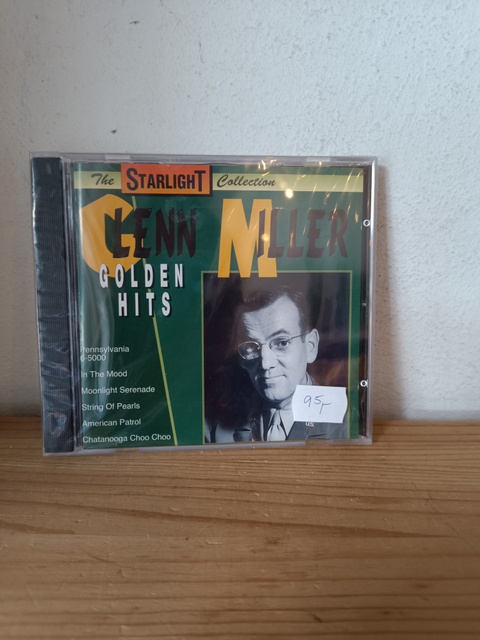 The STARLIGHT Collection
GLENN MILLER
GOLDEN
HITS
Pennsylvania
6-5000
In The Mood
Moonlight Serenade
String Of Pearls
American Patrol
Chatanooga Choo Choo
95,-
us.